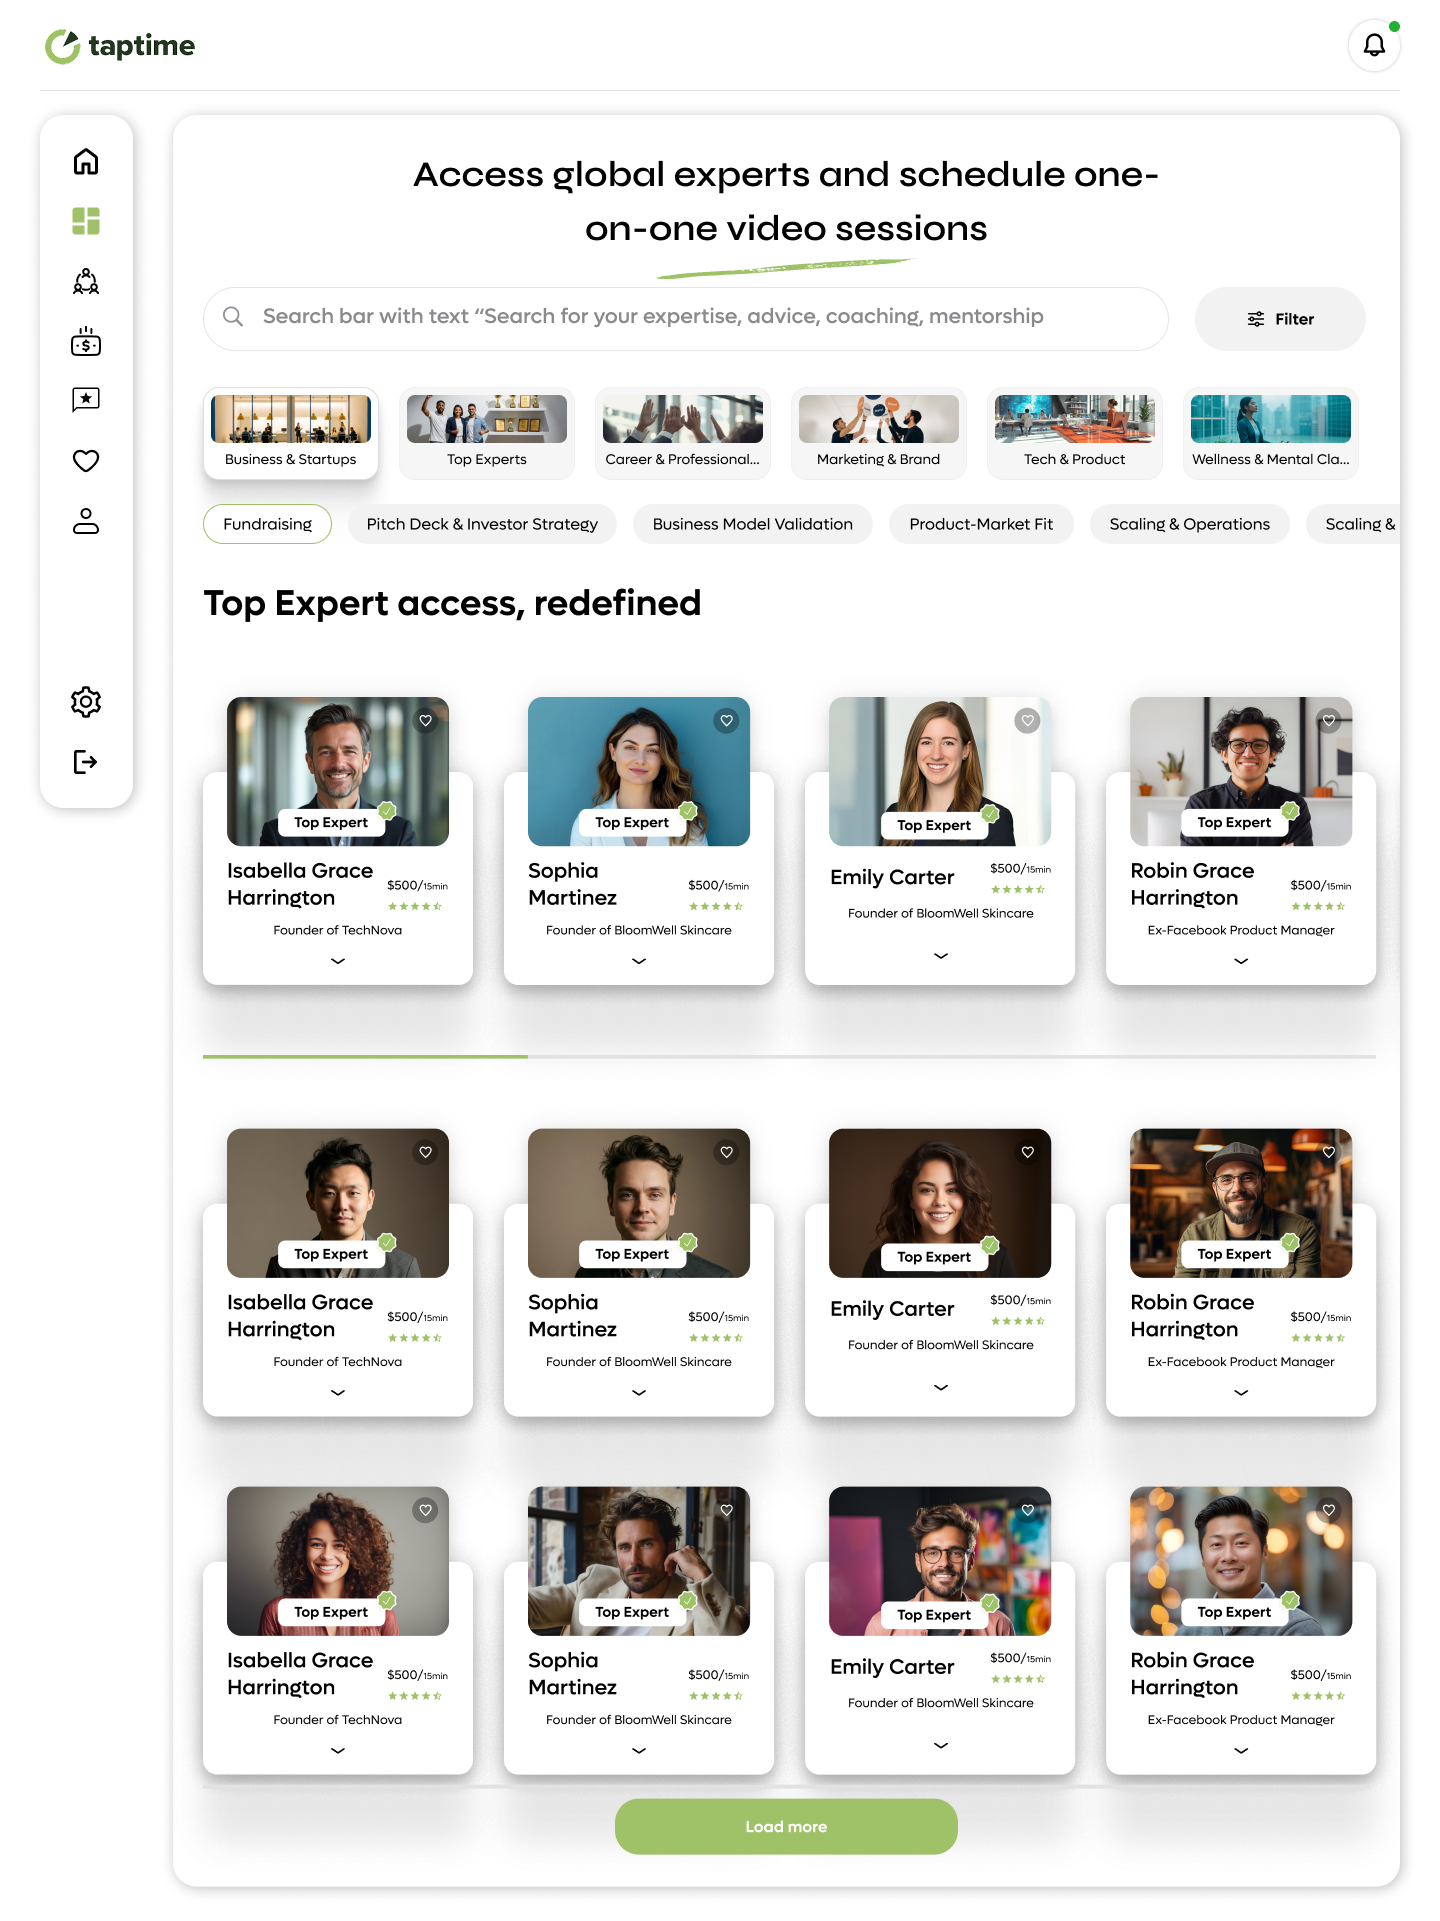 taptime
Access global experts and schedule one-
on-one video sessions
Search bar with text “Search for your expertise, advice, coaching, mentorship
Filter
Business & Startups
Top Experts
Career & Professional...
Marketing & Brand
Tech & Product
Wellness & Mental Cla...
Fundraising
Pitch Deck & Investor Strategy
Business Model Validation
Product-Market Fit
Scaling & Operations
Scaling &
Top Expert access, redefined
Top Expert
Isabella Grace
Harrington
$500/15min
Founder of TechNova
Top Expert
Sophia
Martinez
$500/15min
Founder of BloomWell Skincare
Top Expert
Emily Carter
$500/15min
Founder of BloomWell Skincare
Top Expert
Robin Grace
Harrington
$500/15min
Ex-Facebook Product Manager
Top Expert
Isabella Grace
Harrington
$500/15min
Founder of TechNova
Top Expert
Sophia
Martinez
$500/15min
Founder of BloomWell Skincare
Top Expert
Emily Carter
$500/15min
Founder of BloomWell Skincare
Top Expert
Robin Grace
Harrington
$500/15min
Ex-Facebook Product Manager
Top Expert
Isabella Grace
Harrington
$500/15min
Founder of TechNova
Top Expert
Sophia
Martinez
$500/15min
Founder of BloomWell Skincare
Top Expert
Emily Carter
$500/15min
Founder of BloomWell Skincare
Top Expert
Robin Grace
Harrington
$500/15min
Ex-Facebook Product Manager
Load more